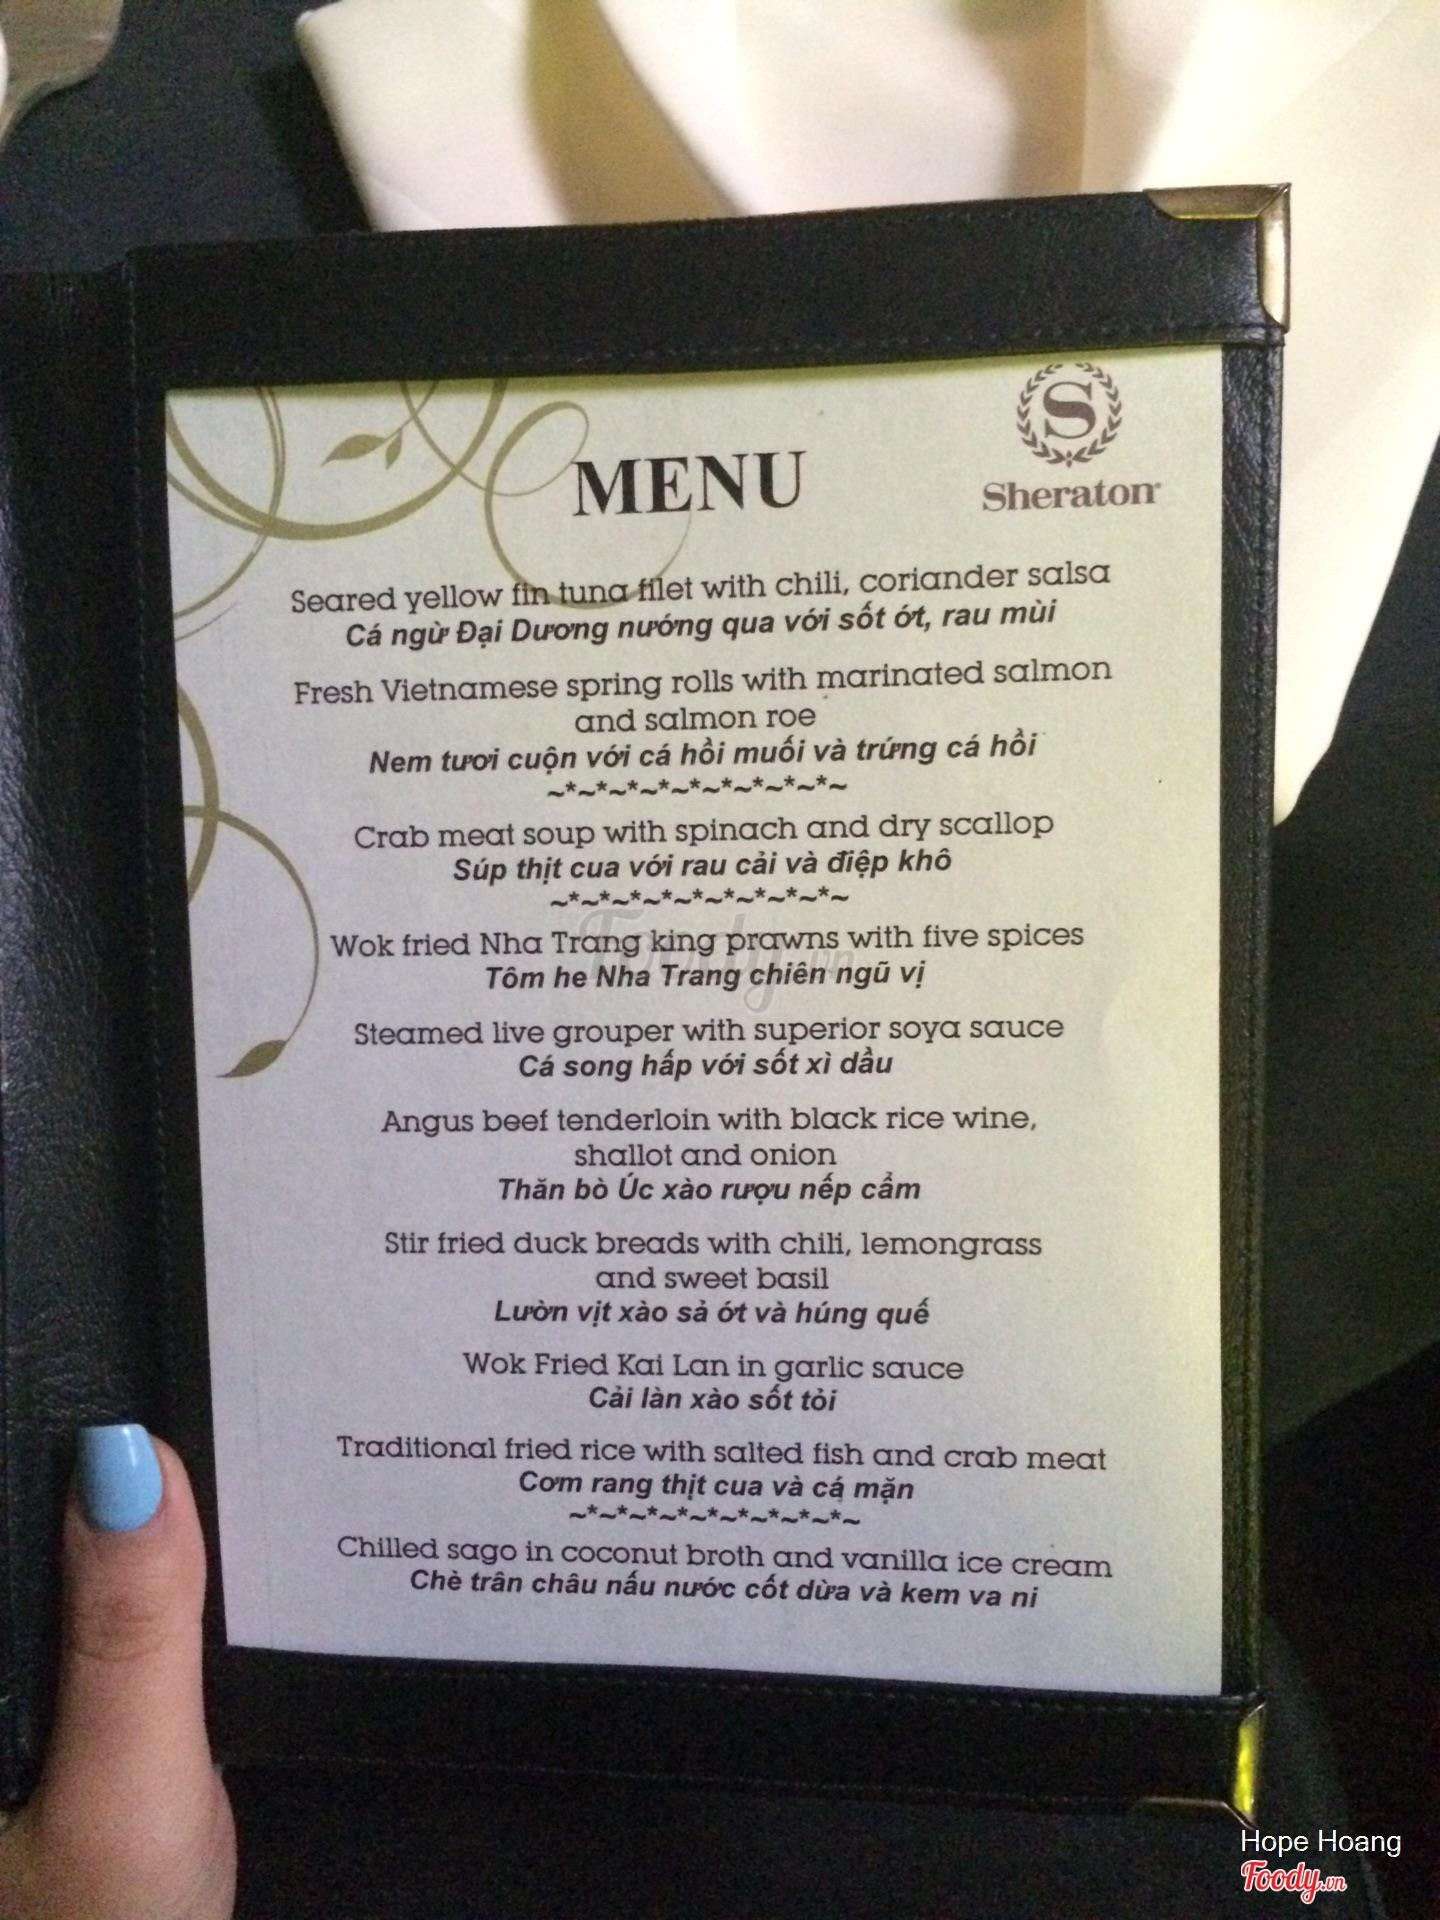 S
Sheraton
MENU
Seared yellow fin tuna filet with chili, coriander salsa
Cá ngừ Đại Dương nướng qua với sốt ớt, rau mùi
Fresh Vietnamese spring rolls with marinated salmon
and salmon roe
Nem tươi cuộn với cá hồi muối và trứng cá hồi
~*~*~*~*~*~*~*~*~*~
Crab meat soup with spinach and dry scallop
Súp thịt cua với rau cải và điệp khô
~*~*~*~*~*~*~*~*~*~
Wok fried Nha Trang king prawns with five spices
Tôm he Nha Trang chiên ngũ vị
Steamed live grouper with superior soya sauce
Cá song hấp với sốt xì dầu
Angus beef tenderloin with black rice wine,
shallot and onion
Thăn bò Úc xào rượu nếp cẩm
Stir fried duck breads with chili, lemongrass
and sweet basil
Lườn vịt xào sả ớt và húng quế
Wok Fried Kai Lan in garlic sauce
Cải làn xào sốt tỏi
Traditional fried rice with salted fish and crab meat
Cơm rang thịt cua và cá mặn
~*~*~*~*~*~*~*~*~*~
Chilled sago in coconut broth and vanilla ice cream
Chè trân châu nấu nước cốt dừa và kem va ni
Foody.vn
Hope Hoang
Foody.vn